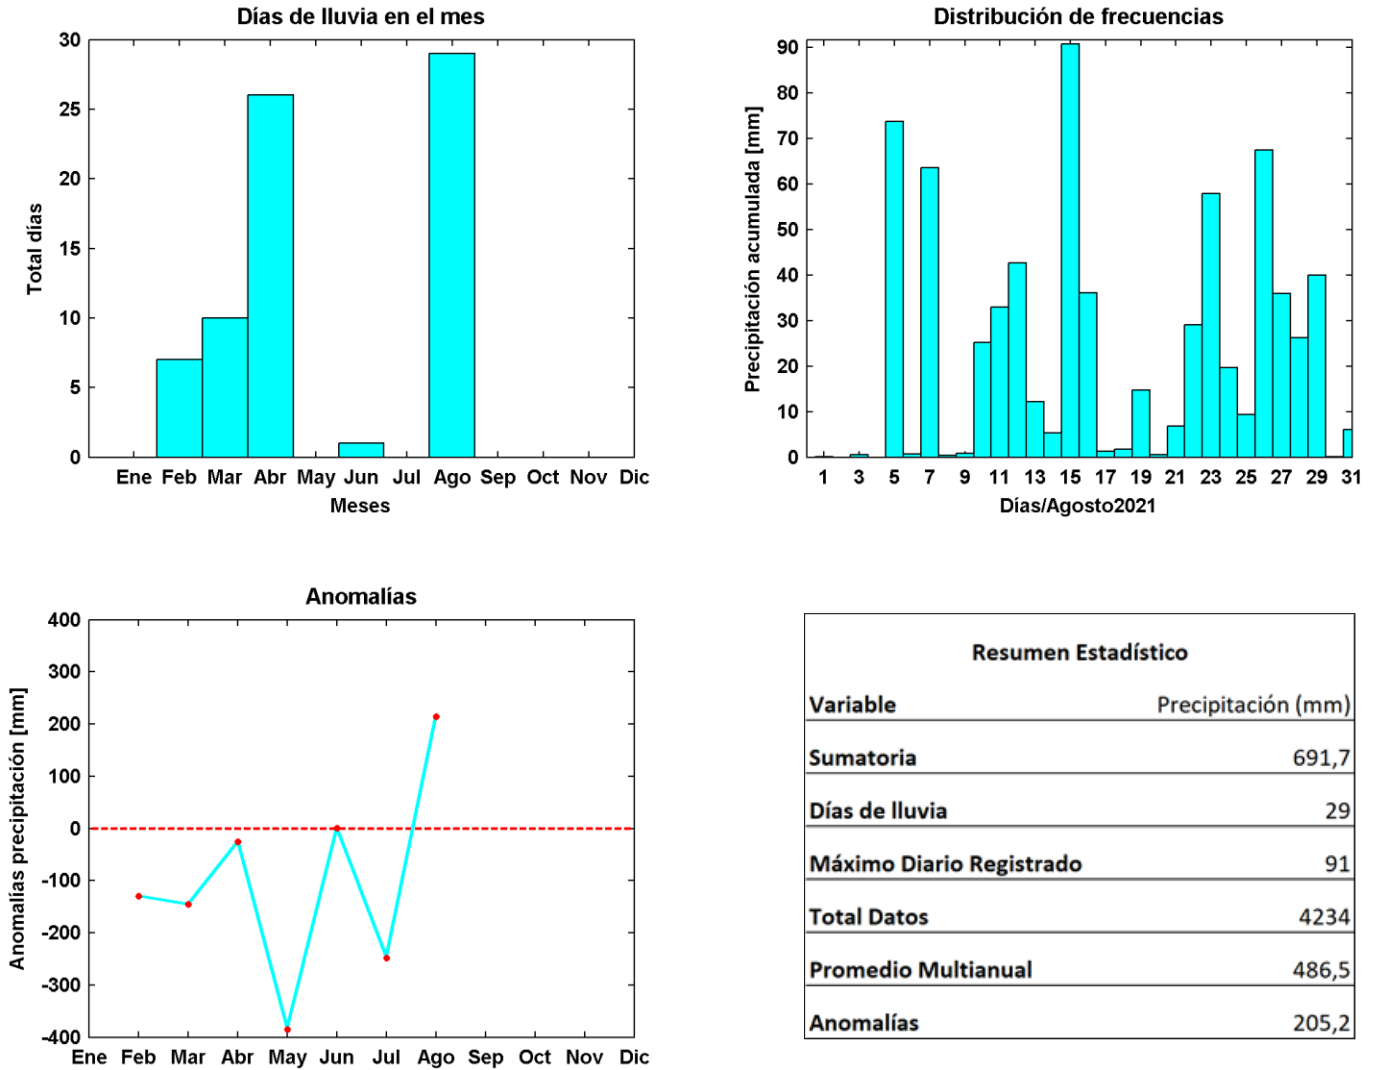 Días de lluvia en el mes
Total días
30
25
20
15
10
5
0
Ene Feb Mar Abr May Jun Jul Ago Sep Oct Nov Dic
Meses
Distribución de frecuencias
Precipitación acumulada [mm]
90
80
70
60
50
40
30
20
10
0
1 3 5 7 9 11 13 15 17 19 21 23 25 27 29 31
Días/Agosto2021
Anomalías
Anomalías precipitación [mm]
400
300
200
100
0
-100
-200
-300
-400
Ene Feb Mar Abr May Jun Jul Ago Sep Oct Nov Dic
Resumen Estadístico
Variable Precipitación (mm)
Sumatoria 691,7
Días de lluvia 29
Máximo Diario Registrado 91
Total Datos 4234
Promedio Multianual 486,5
Anomalías 205,2